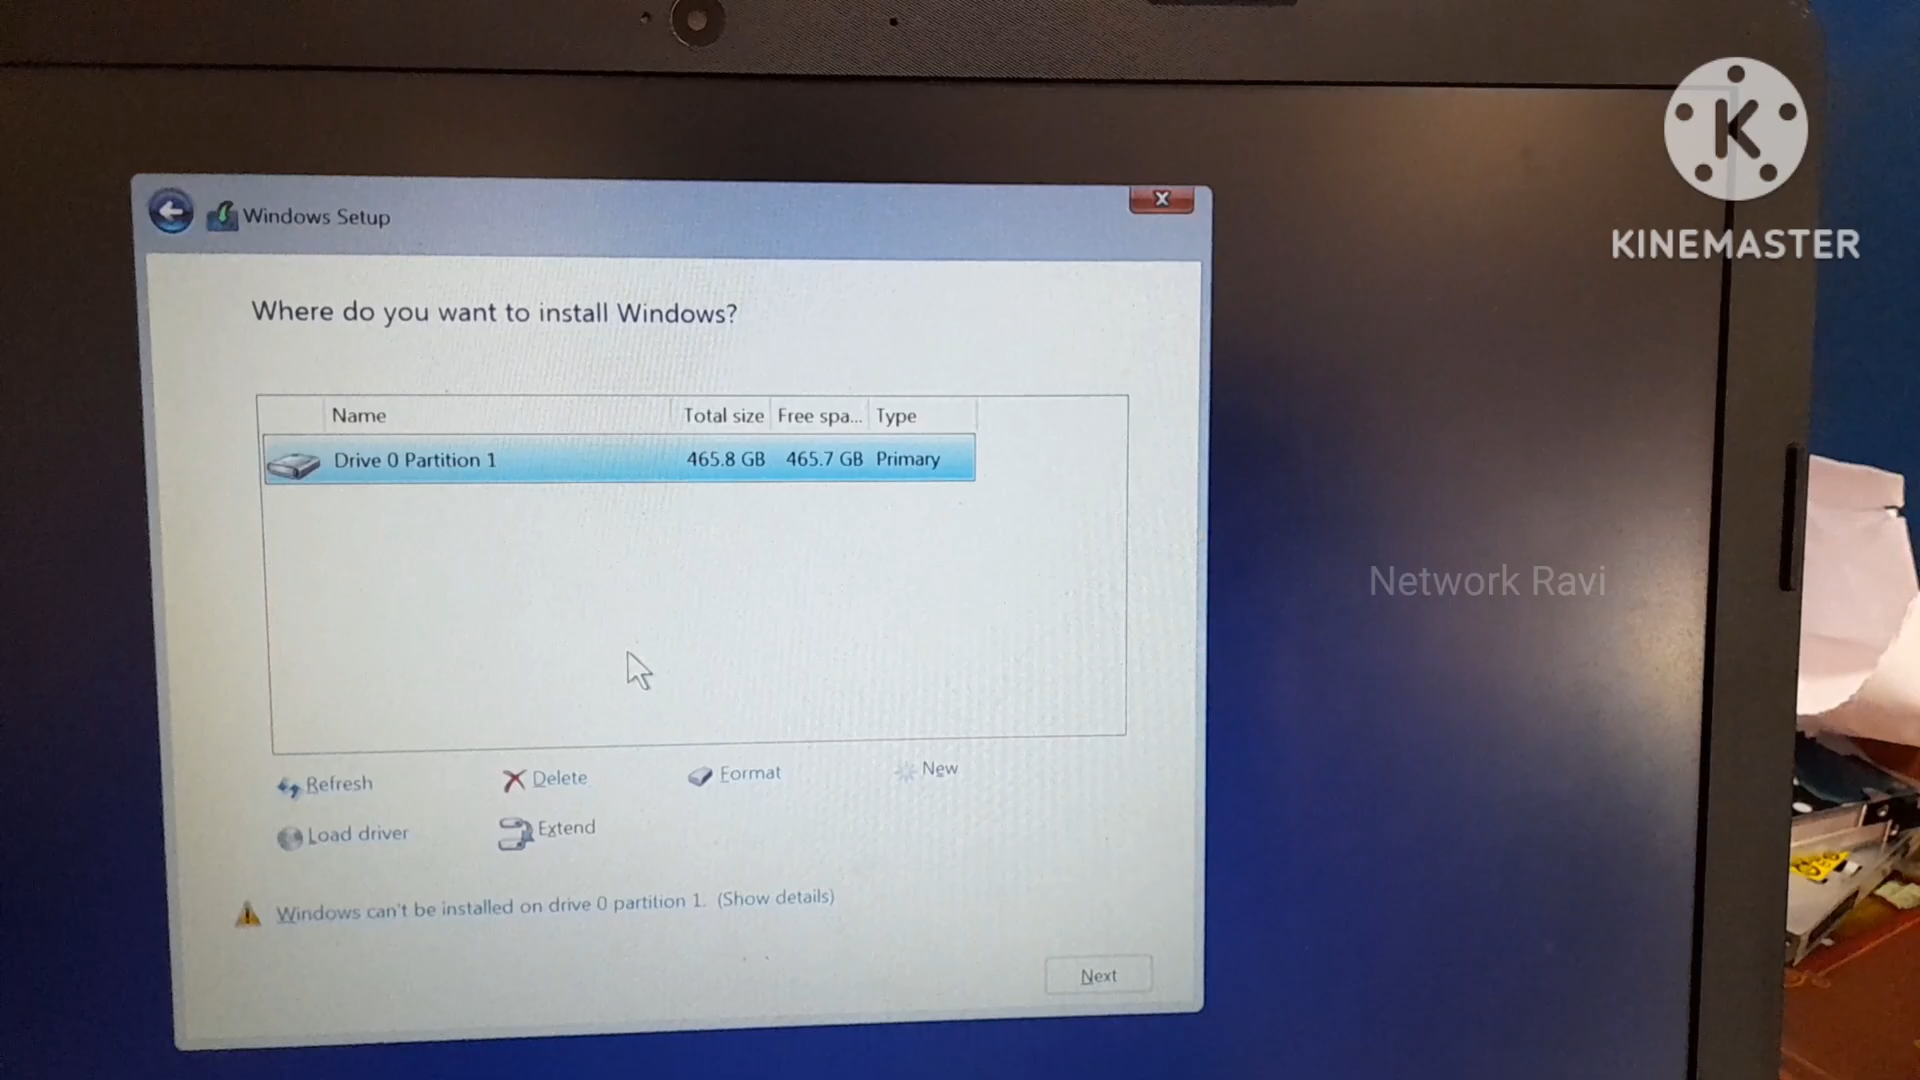 KINEMASTER
Windows Setup
Where do you want to install Windows?
Name Total size Free spa... Type
Drive 0 Partition 1 465.8 GB 465.7 GB Primary
Network Ravi
Refresh Delete Format New
Load driver Extend
Windows can't be installed on drive 0 partition 1. (Show details)
Next